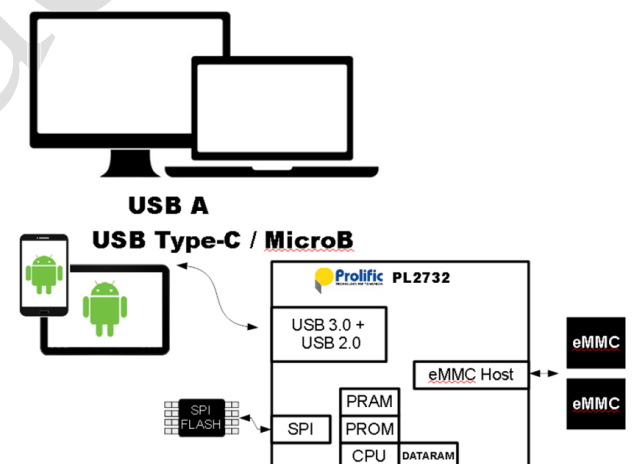 USB A
USB Type-C / MicroB
Prolific PL2732
USB 3.0 +
USB 2.0
eMMC
eMMC Host
eMMC
PRAM
SPI
FLASH
SPI
PROM
CPU
DATARAM